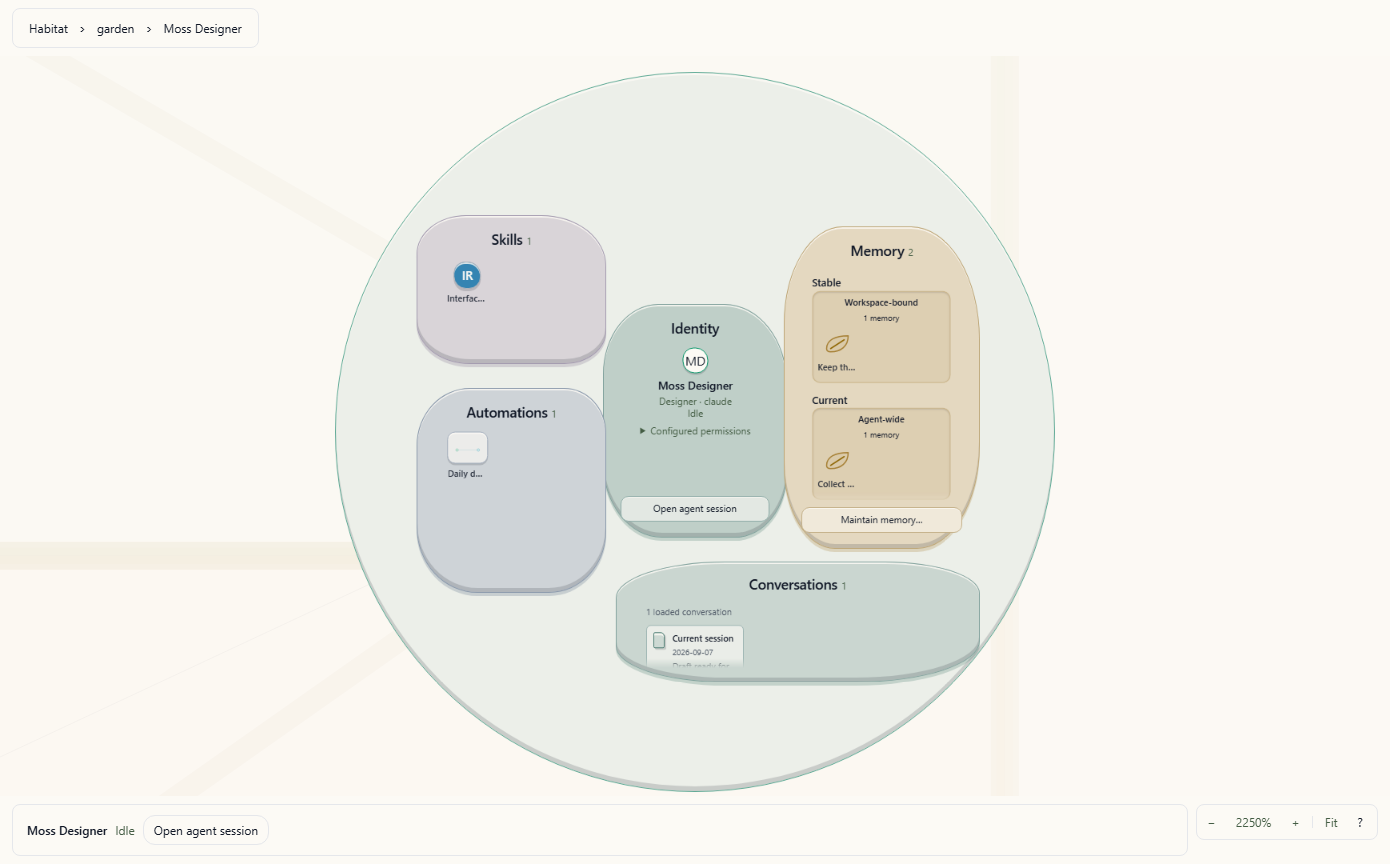 Habitat › garden › Moss Designer
Skills 1
IR
Interfac...
Automations 1
Daily d...
Identity
MD
Moss Designer
Designer · claude
Idle
▶ Configured permissions
Open agent session
Memory 2
Stable
Workspace-bound
1 memory
Keep th...
Current
Agent-wide
1 memory
Collect ...
Maintain memory...
Conversations 1
1 loaded conversation
Current session
2026-09-07
Draft ready for
Moss Designer Idle Open agent session
− 2250% + Fit ?